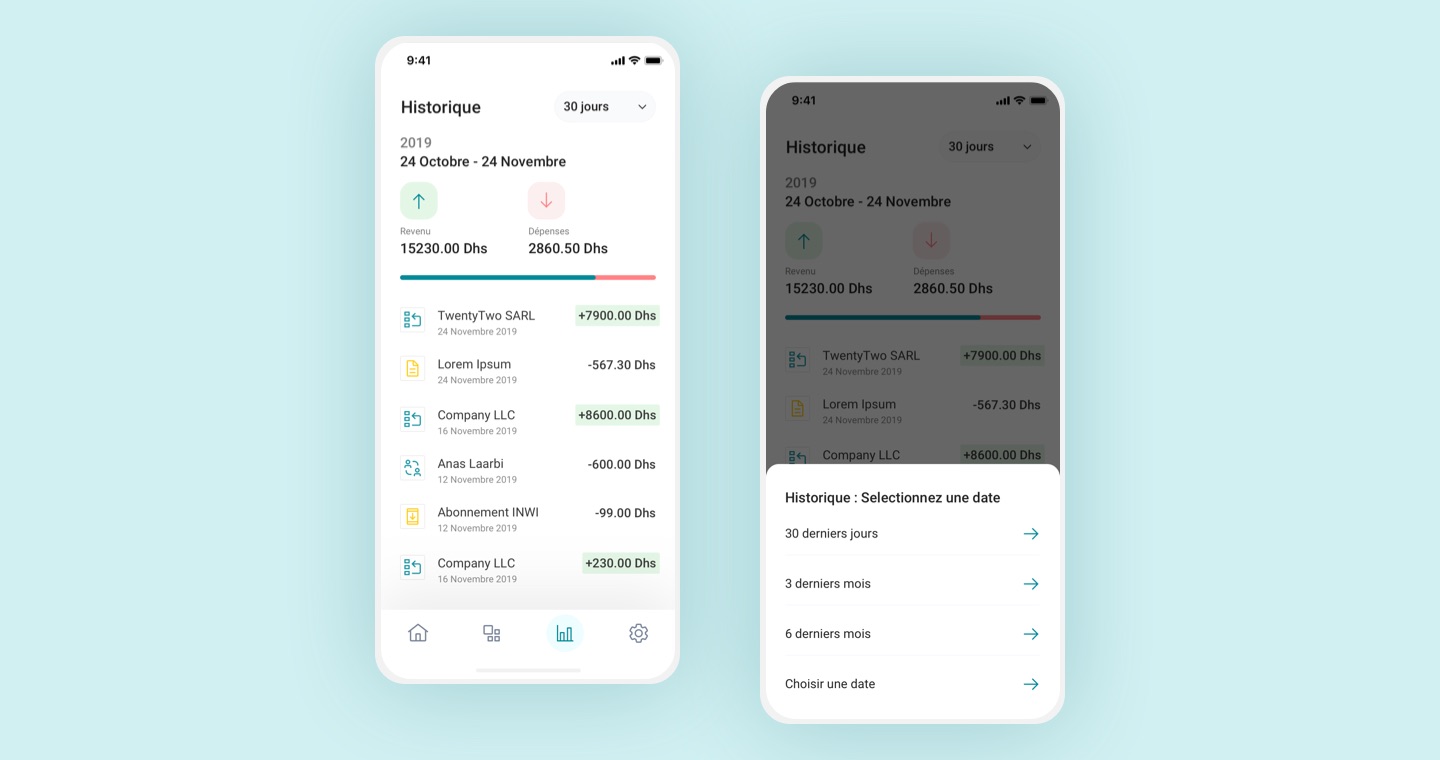 9:41
Historique
30 jours
2019
24 Octobre - 24 Novembre
Revenu
Dépenses
15230.00 Dhs
2860.50 Dhs
TwentyTwo SARL
+7900.00 Dhs
24 Novembre 2019
Lorem Ipsum
-567.30 Dhs
24 Novembre 2019
Company LLC
+8600.00 Dhs
16 Novembre 2019
Anas Laarbi
-600.00 Dhs
12 Novembre 2019
Abonnement INWI
-99.00 Dhs
12 Novembre 2019
Company LLC
+230.00 Dhs
16 Novembre 2019
9:41
Historique
30 jours
2019
24 Octobre - 24 Novembre
Revenu
Dépenses
15230.00 Dhs
2860.50 Dhs
TwentyTwo SARL
+7900.00 Dhs
24 Novembre 2019
Lorem Ipsum
-567.30 Dhs
24 Novembre 2019
Company LLC
+8600.00 Dhs
Historique : Selectionnez une date
30 derniers jours
3 derniers mois
6 derniers mois
Choisir une date